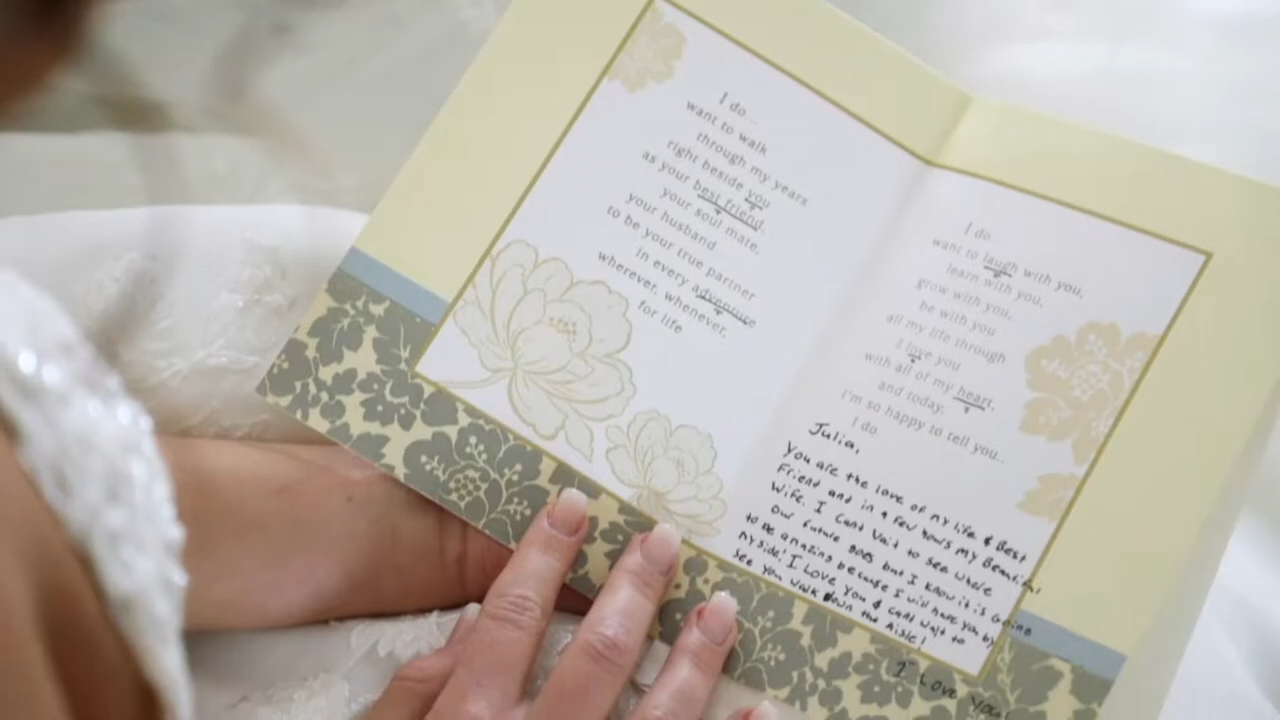 I do...
want to walk
through my years
right beside you
as your best friend,
your soul mate,
your husband
to be your true partner
in every adventure
wherever, whenever,
for life
I do
want to laugh with you,
learn with you,
grow with you,
be with you
all my life through
I love you
with all of my heart,
and today,
i'm so happy to tell you...
I do
Julia,
You are the love of my life & Best
Friend and in a few hours my Beautiful
Wife. I Cant Wait to see where
our future goes but I know it is going
to be amazing because I will have you by
my side! I Love You & cant wait to
see you walk down the Aisle!
I Love You!